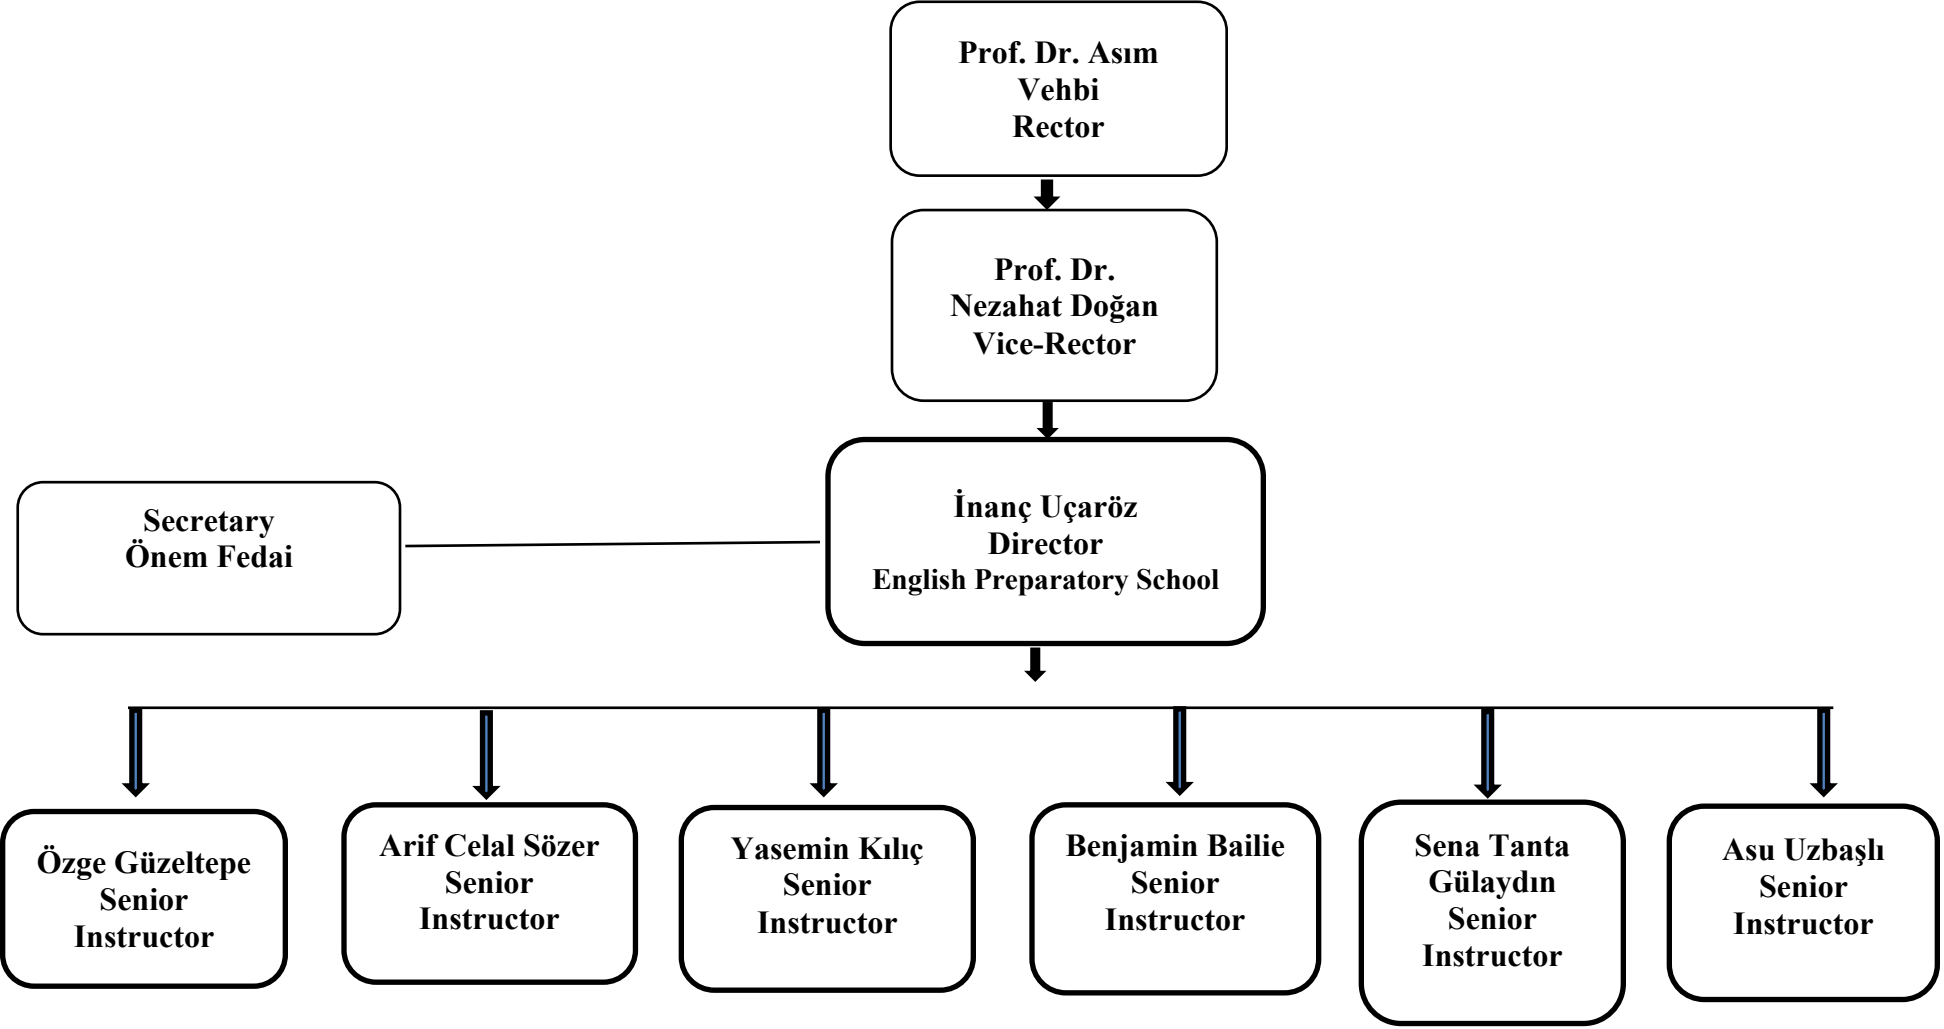 Prof. Dr. Asım
Vehbi
Rector
Prof. Dr.
Nezahat Doğan
Vice-Rector
İnanç Uçaröz
Director
English Preparatory School
Secretary
Önem Fedai
Özge Güzeltepe
Senior
Instructor
Arif Celal Sözer
Senior
Instructor
Yasemin Kılıç
Senior
Instructor
Benjamin Bailie
Senior
Instructor
Sena Tanta
Gülaydın
Senior
Instructor
Asu Uzbaşlı
Senior
Instructor